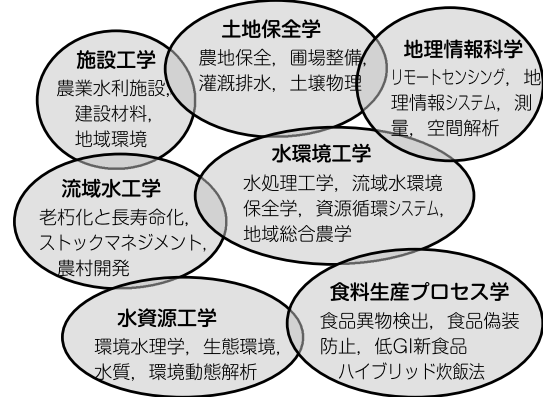 施設工学
農業水利施設,
建設材料,
地域環境
土地保全学
農地保全，圃場整備,
灌漑排水，土壌物理
地理情報科学
リモートセンシング，地
理情報システム，測
量，空間解析
流域水工学
老朽化と長寿命化，
ストックマネジメント，
農村開発
水環境工学
水処理工学，流域水環境
保全学，資源循環システム，
地域総合農学
水資源工学
環境水理学，生態環境，
水質，環境動態解析
食料生産プロセス学
食品異物検出，食品偽装
防止，低GI新食品
ハイブリッド炊飯法